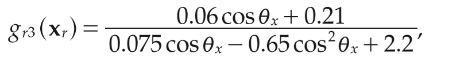 g_{r3}(𝐱_r) = \frac{0.06 cos θ_x + 0.21}{0.075 cos θ_x − 0.65 cos² θ_x + 2.2},